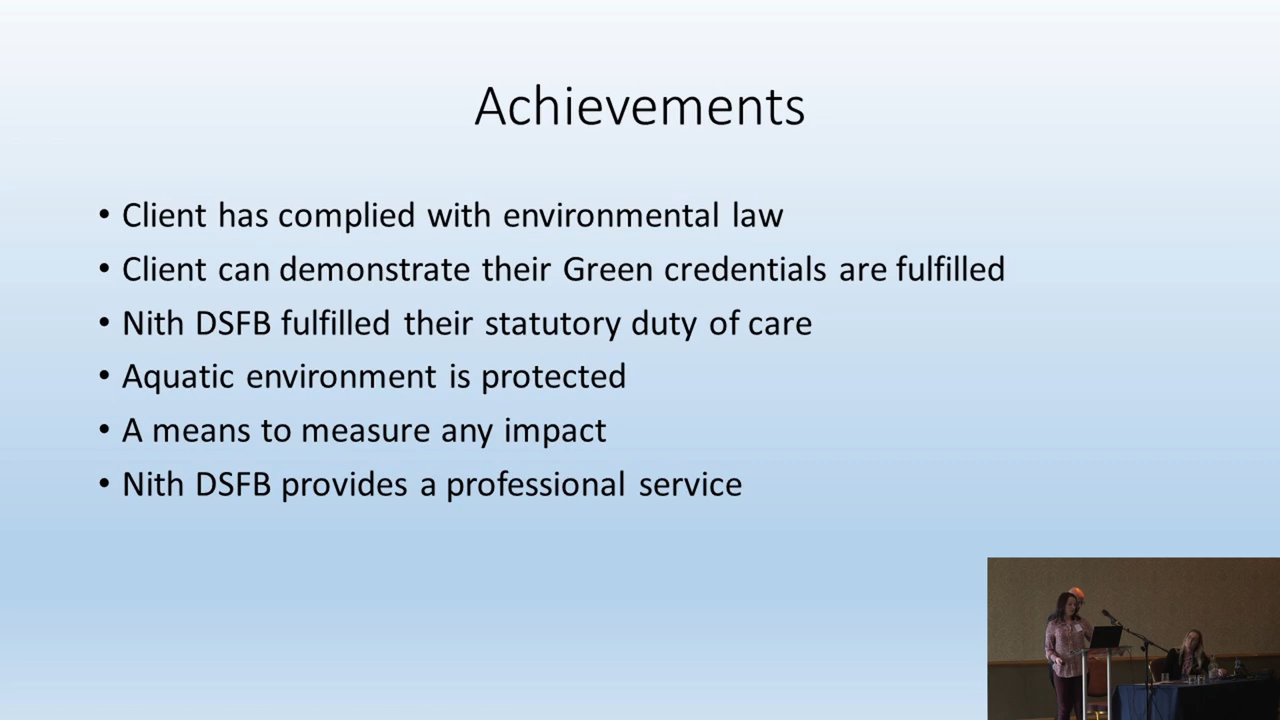 Achievements
• Client has complied with environmental law
• Client can demonstrate their Green credentials are fulfilled
• Nith DSFB fulfilled their statutory duty of care
• Aquatic environment is protected
• A means to measure any impact
• Nith DSFB provides a professional service